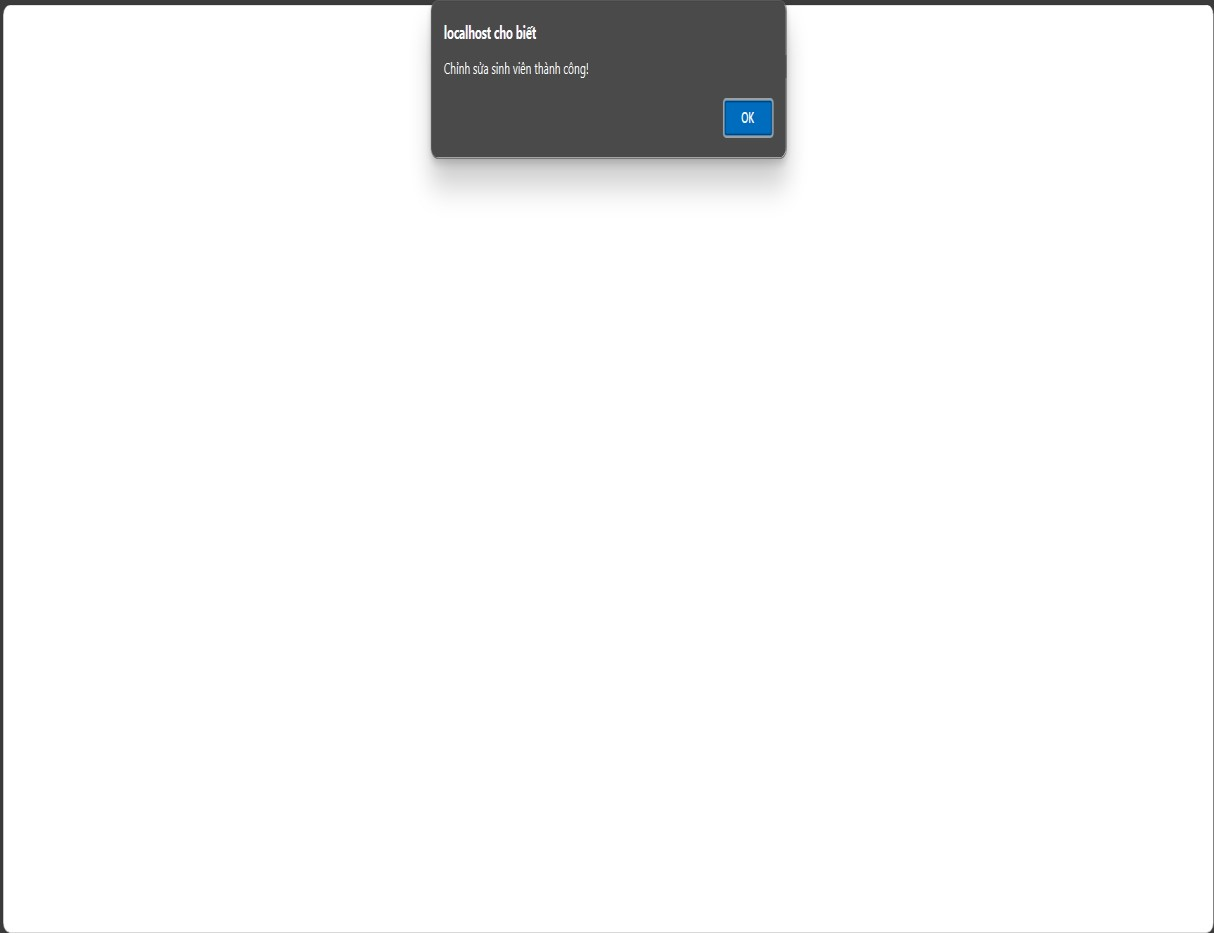 localhost cho biết
Chỉnh sửa sinh viên thành công!
OK